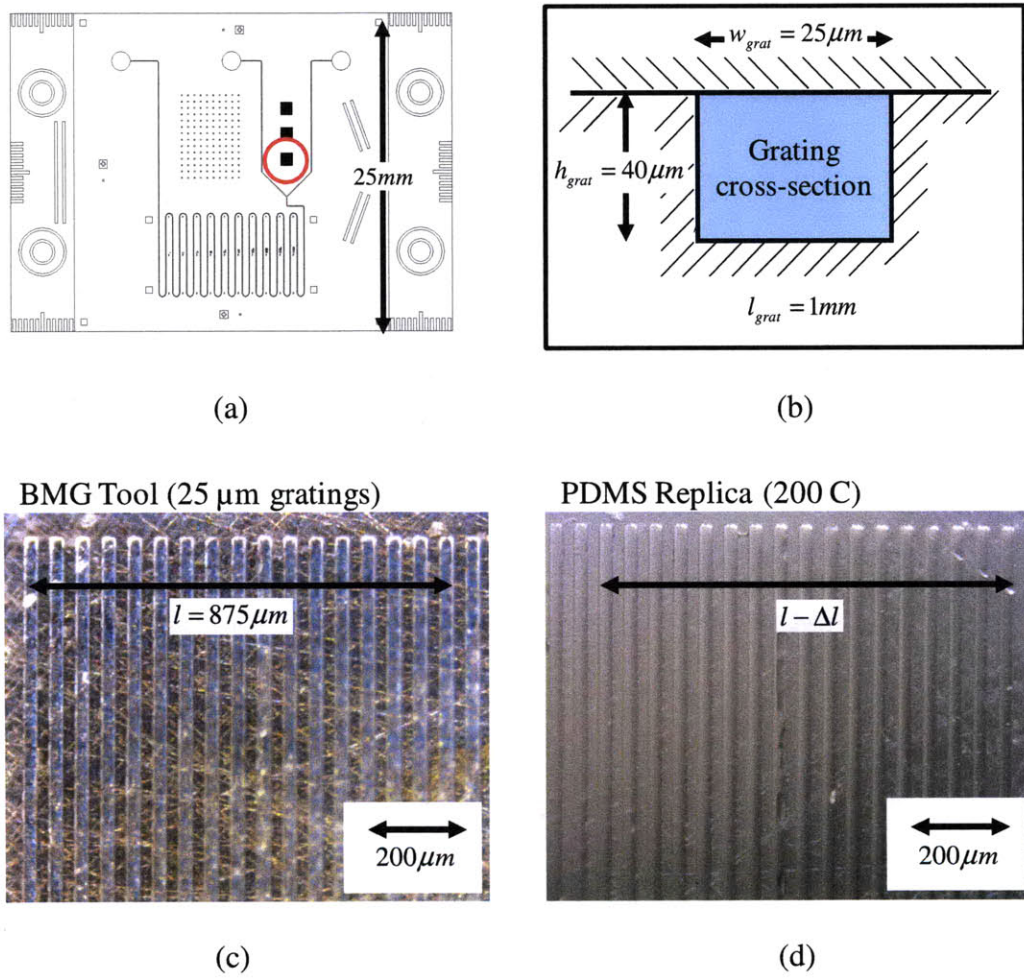 25mm
w_grat = 25μm
h_grat = 40μm
Grating
cross-section
l_grat = 1mm
(a)
(b)
BMG Tool (25 μm gratings)
PDMS Replica (200 C)
l = 875μm
l − Δl
200μm
200μm
(c)
(d)